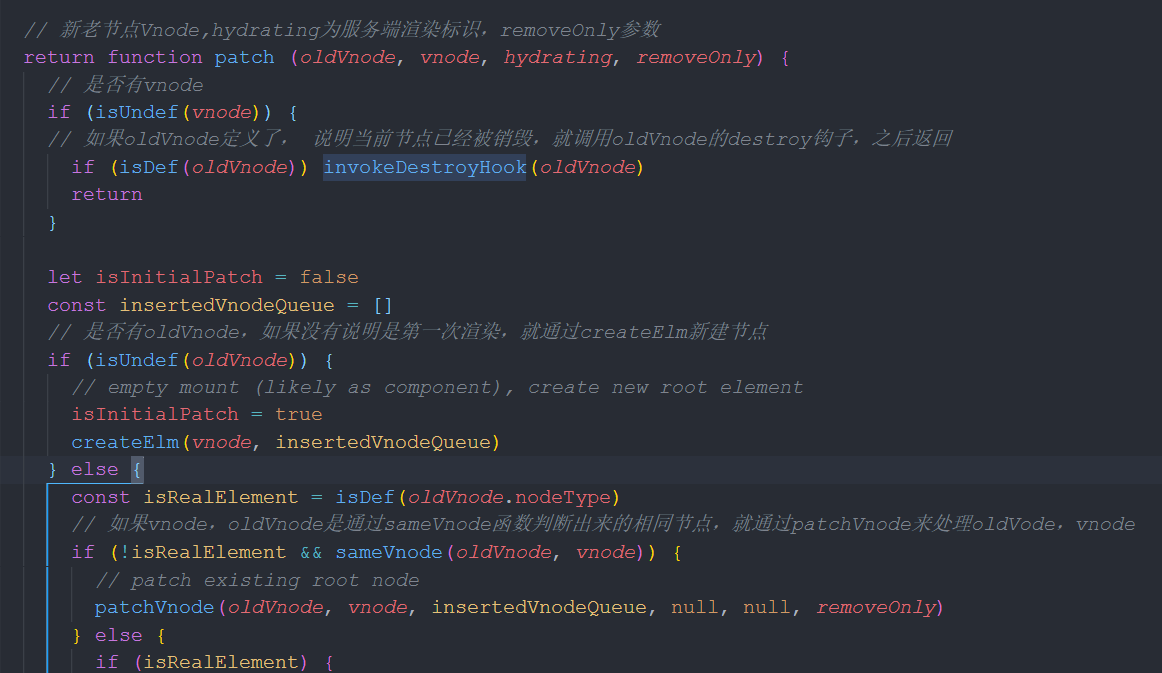 // 新老节点Vnode,hydrating为服务端渲染标识，removeOnly参数
return function patch (oldVnode, vnode, hydrating, removeOnly) {
// 是否有vnode
if (isUndef(vnode)) {
// 如果oldVnode定义了， 说明当前节点已经被销毁，就调用oldVnode的destroy钩子，之后返回
if (isDef(oldVnode)) invokeDestroyHook(oldVnode)
return
}
let isInitialPatch = false
const insertedVnodeQueue = []
// 是否有oldVnode，如果没有说明是第一次渲染，就通过createElm新建节点
if (isUndef(oldVnode)) {
// empty mount (likely as component), create new root element
isInitialPatch = true
createElm(vnode, insertedVnodeQueue)
} else {
const isRealElement = isDef(oldVnode.nodeType)
// 如果vnode，oldVnode是通过sameVnode函数判断出来的相同节点，就通过patchVnode来处理oldVode，vnode
if (!isRealElement && sameVnode(oldVnode, vnode)) {
// patch existing root node
patchVnode(oldVnode, vnode, insertedVnodeQueue, null, null, removeOnly)
} else {
if (isRealElement) {